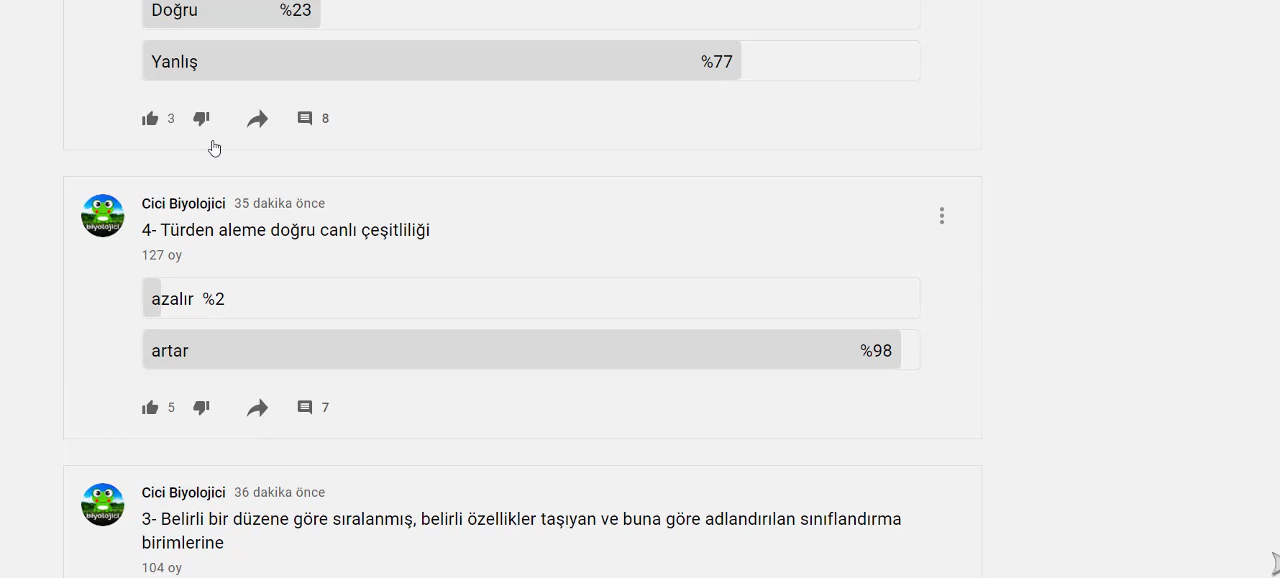 Doğru %23
Yanlış %77
3 8
Cici Biyolojici 35 dakika önce
4- Türden aleme doğru canlı çeşitliliği
127 oy
azalır %2
artar %98
5 7
Cici Biyolojici 36 dakika önce
3- Belirli bir düzene göre sıralanmış, belirli özellikler taşıyan ve buna göre adlandırılan sınıflandırma
birimlerine
104 oy
biyolojici
biyolojici